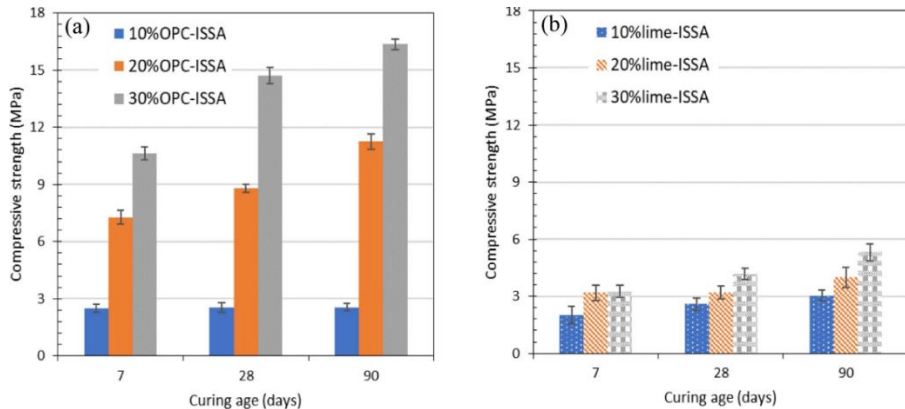 (a)
10%OPC-ISSA
20%OPC-ISSA
30%OPC-ISSA
Compressive strength (MPa)
18
15
12
9
6
3
0
7
28
90
Curing age (days)
(b)
10%lime-ISSA
20%lime-ISSA
30%lime-ISSA
Compressive strength (MPa)
18
15
12
9
6
3
0
7
28
90
Curing age (days)